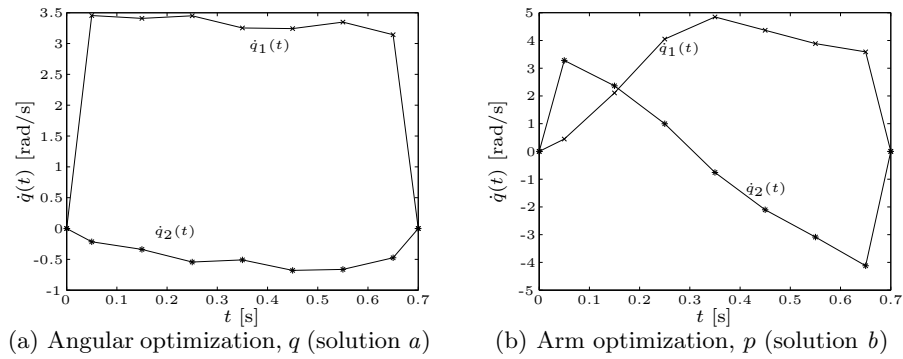 3.5
3
2.5
2
1.5
1
0.5
0
-0.5
-1
q̇(t) [rad/s]
q̇₁(t)
q̇₂(t)
0 0.1 0.2 0.3 0.4 0.5 0.6 0.7
t [s]
(a) Angular optimization, q (solution a)
5
4
3
2
1
0
-1
-2
-3
-4
-5
q̇(t) [rad/s]
q̇₁(t)
q̇₂(t)
0 0.1 0.2 0.3 0.4 0.5 0.6 0.7
t [s]
(b) Arm optimization, p (solution b)